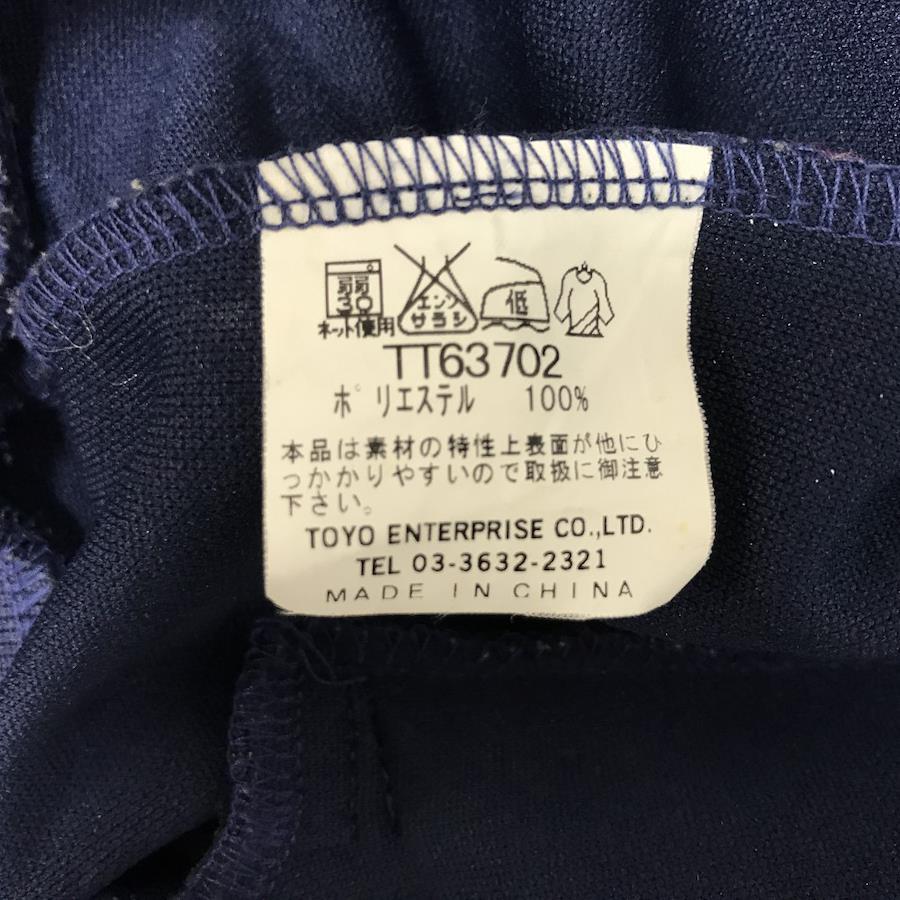 弱
30
ネット使用
エンソ
サラシ
低
TT63702
ポリエステル 100%
本品は素材の特性上表面が他にひ
っかかりやすいので取扱に御注意
下さい。
TOYO ENTERPRISE CO.,LTD.
TEL 03-3632-2321
MADE IN CHINA